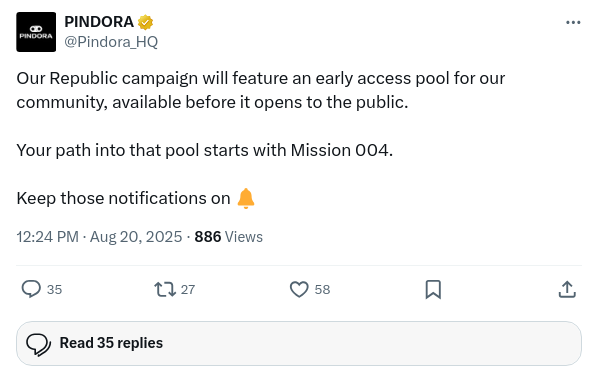 PINDORA
PINDORA
@Pindora_HQ
Our Republic campaign will feature an early access pool for our
community, available before it opens to the public.
Your path into that pool starts with Mission 004.
Keep those notifications on 🔔
12:24 PM · Aug 20, 2025 · 886 Views
35
27
58
Read 35 replies